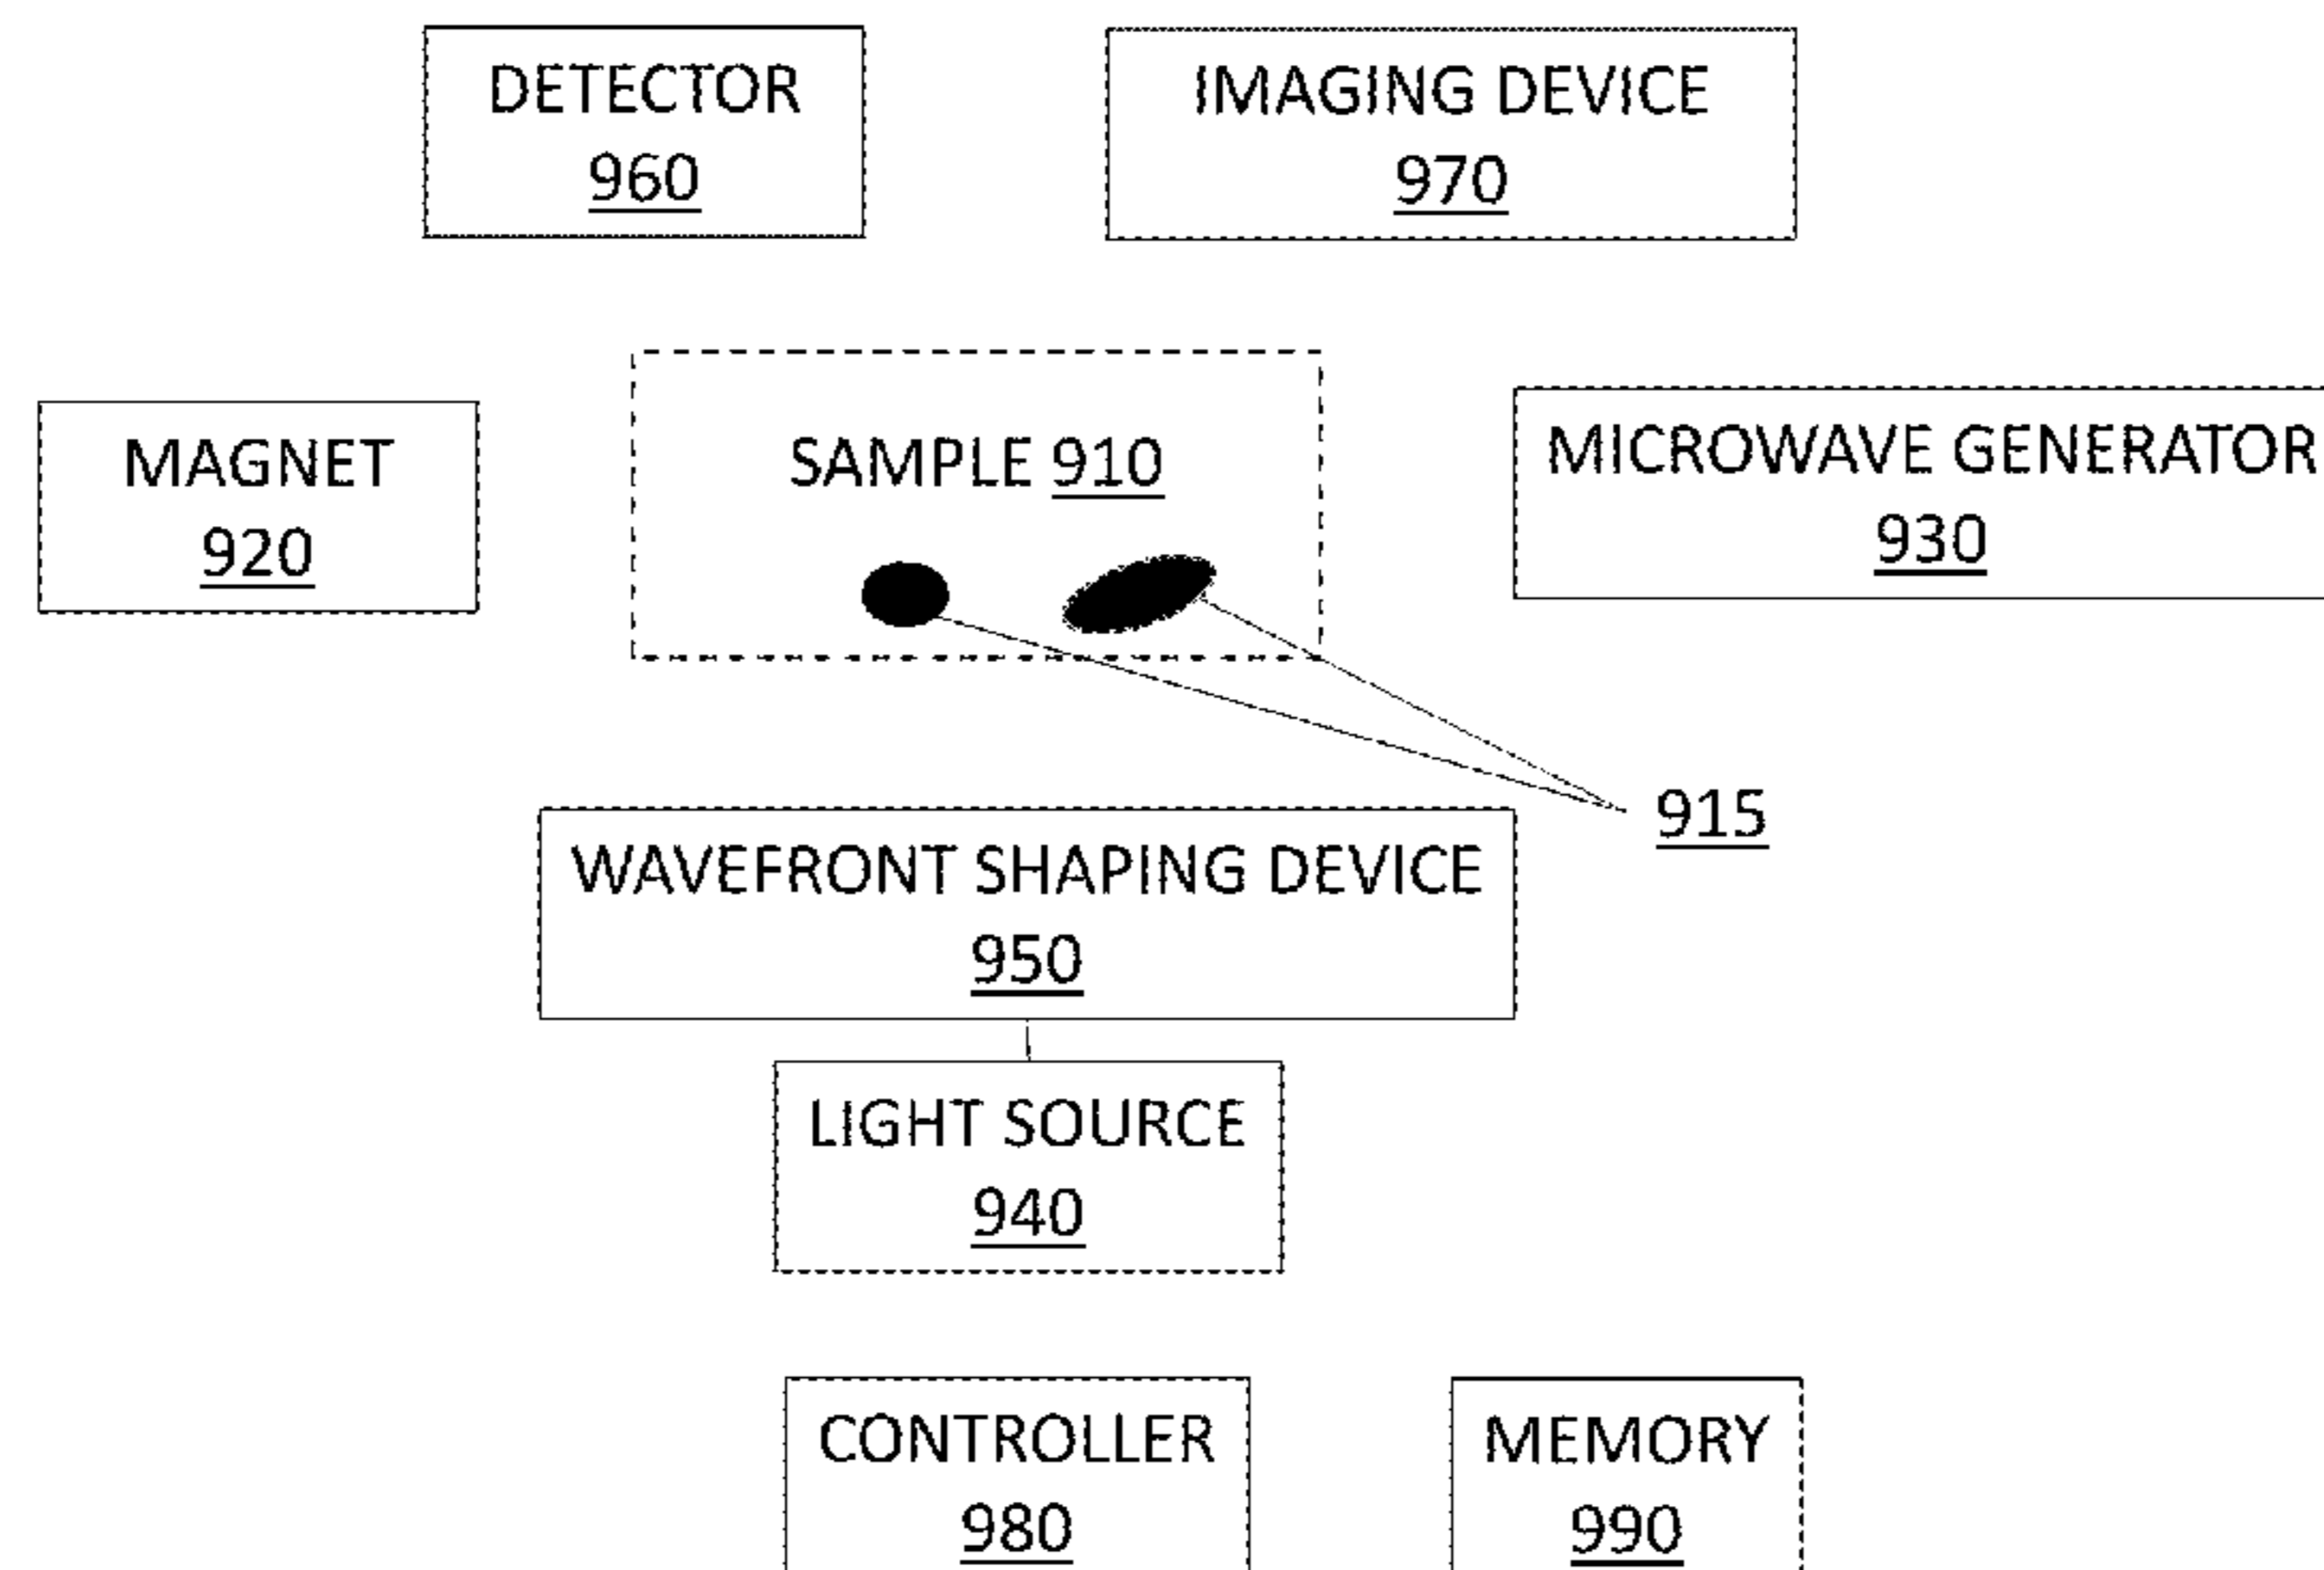 DETECTOR
960
IMAGING DEVICE
970
MAGNET
920
SAMPLE 910
MICROWAVE GENERATOR
930
915
WAVEFRONT SHAPING DEVICE
950
LIGHT SOURCE
940
CONTROLLER
980
MEMORY
990